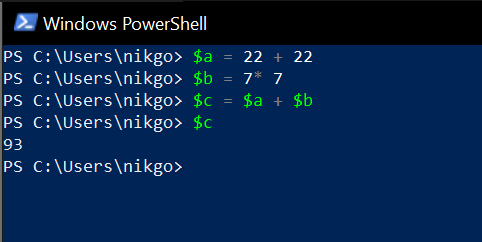 Windows PowerShell
PS C:\Users\nikgo> $a = 22 + 22
PS C:\Users\nikgo> $b = 7* 7
PS C:\Users\nikgo> $c = $a + $b
PS C:\Users\nikgo> $c
93
PS C:\Users\nikgo>